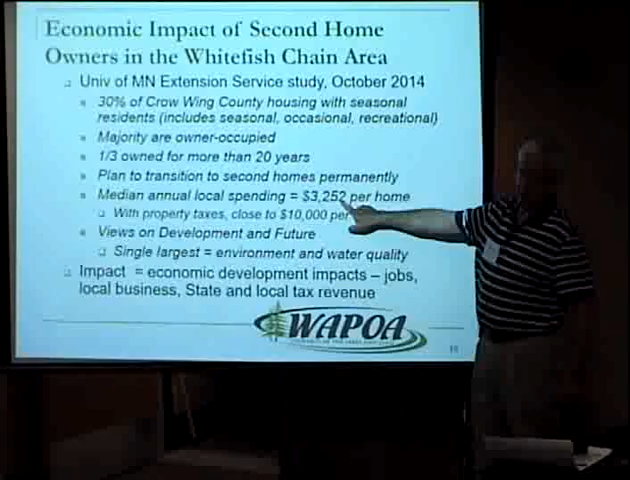 Economic Impact of Second Home
Owners in the Whitefish Chain Area
Univ of MN Extension Service study, October 2014
30% of Crow Wing County housing with seasonal
residents (includes seasonal, occasional, recreational)
Majority are owner-occupied
1/3 owned for more than 20 years
Plan to transition to second homes permanently
Median annual local spending = $3,252 per home
With property taxes, close to $10,000 per
Views on Development and Future
Single largest = environment and water quality
Impact = economic development impacts – jobs,
local business, State and local tax revenue
WAPOA